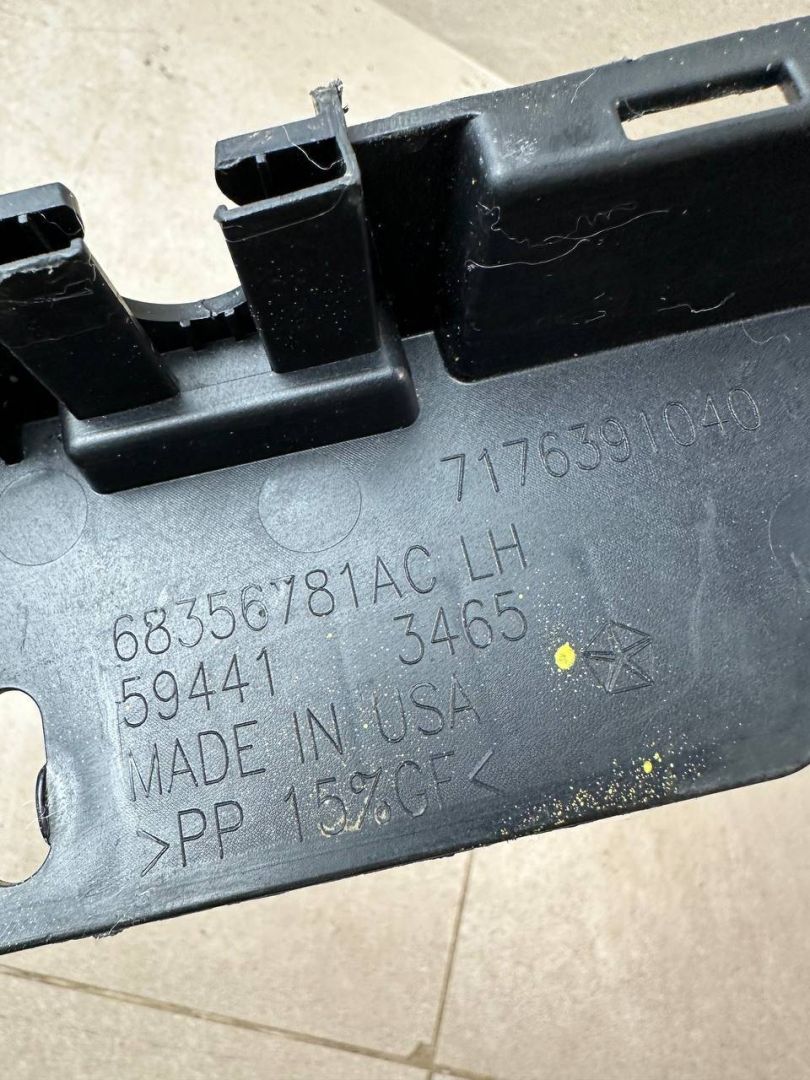 7176391040
68356781AC LH
59441 3465
MADE IN USA
>PP 15%GF<